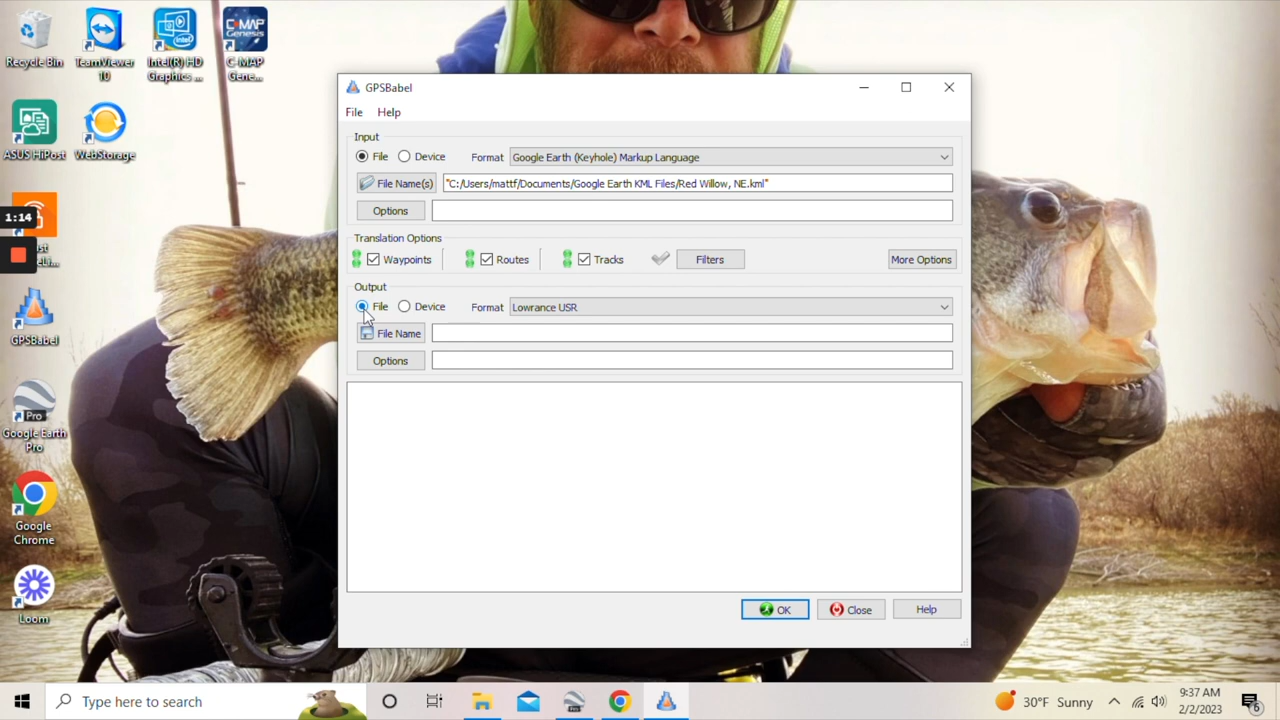 Recycle Bin
TeamViewer 10
Intel(R) HD Graphics ...
C-MAP Genesis
C-MAP Gene...
ASUS HiPost
WebStorage
1:14
GPSBabel
Pro
Google Earth Pro
Google Chrome
Loom
GPSBabel
File Help
Input
File Device Format Google Earth (Keyhole) Markup Language
File Name(s) "C:/Users/mattf/Documents/Google Earth KML Files/Red Willow, NE.kml"
Options
Translation Options
Waypoints Routes Tracks Filters More Options
Output
File Device Format Lowrance USR
File Name
Options
OK Close Help
Type here to search
Pro
30°F Sunny
9:37 AM
2/2/2023
6